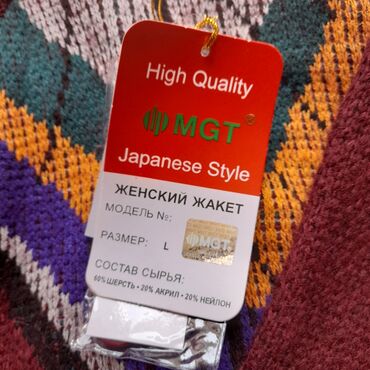 High Quality
MGT®
Japanese Style
ЖЕНСКИЙ ЖАКЕТ
МОДЕЛЬ №:
РАЗМЕР: L
MGT
СОСТАВ СЫРЬЯ:
60% ШЕРСТЬ • 20% АКРИЛ • 20% НЕЙЛОН